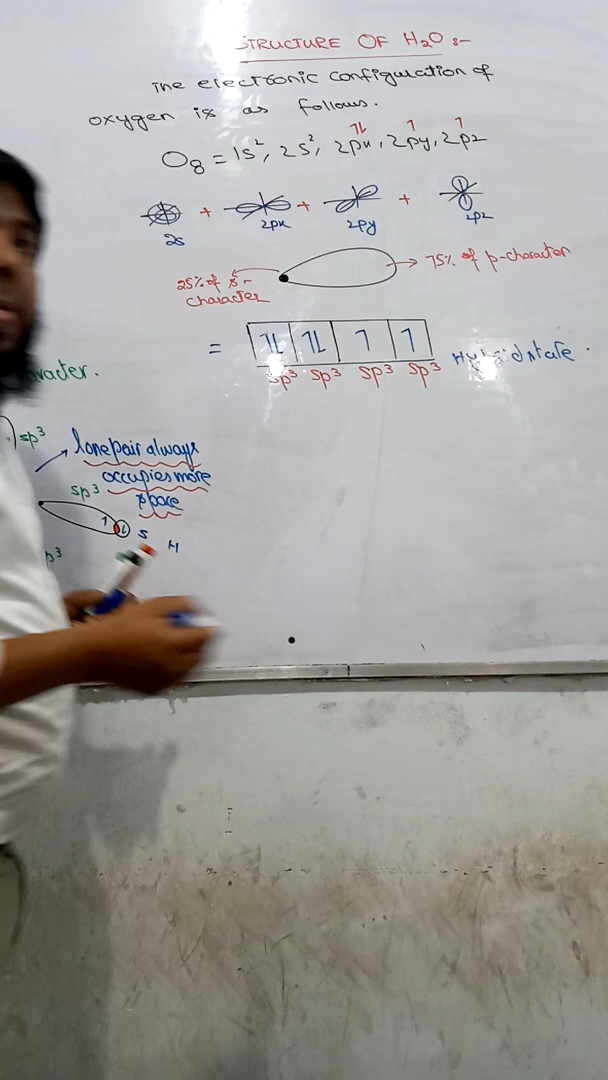 STRUCTURE OF H₂O :-
The electronic configuration of
oxygen is as follows.
O₈ = 1s², 2s², 2px, 2py, 2pz
⥮ ↿ ↿
+ + +
2s 2px 2py 2pz
25% of s-
character
→ 75% of p-character
= ⥮ ⥮ ↿ ↿
sp³ sp³ sp³ sp³
sp³
lone pair always
occupies more
space
sp³
s H